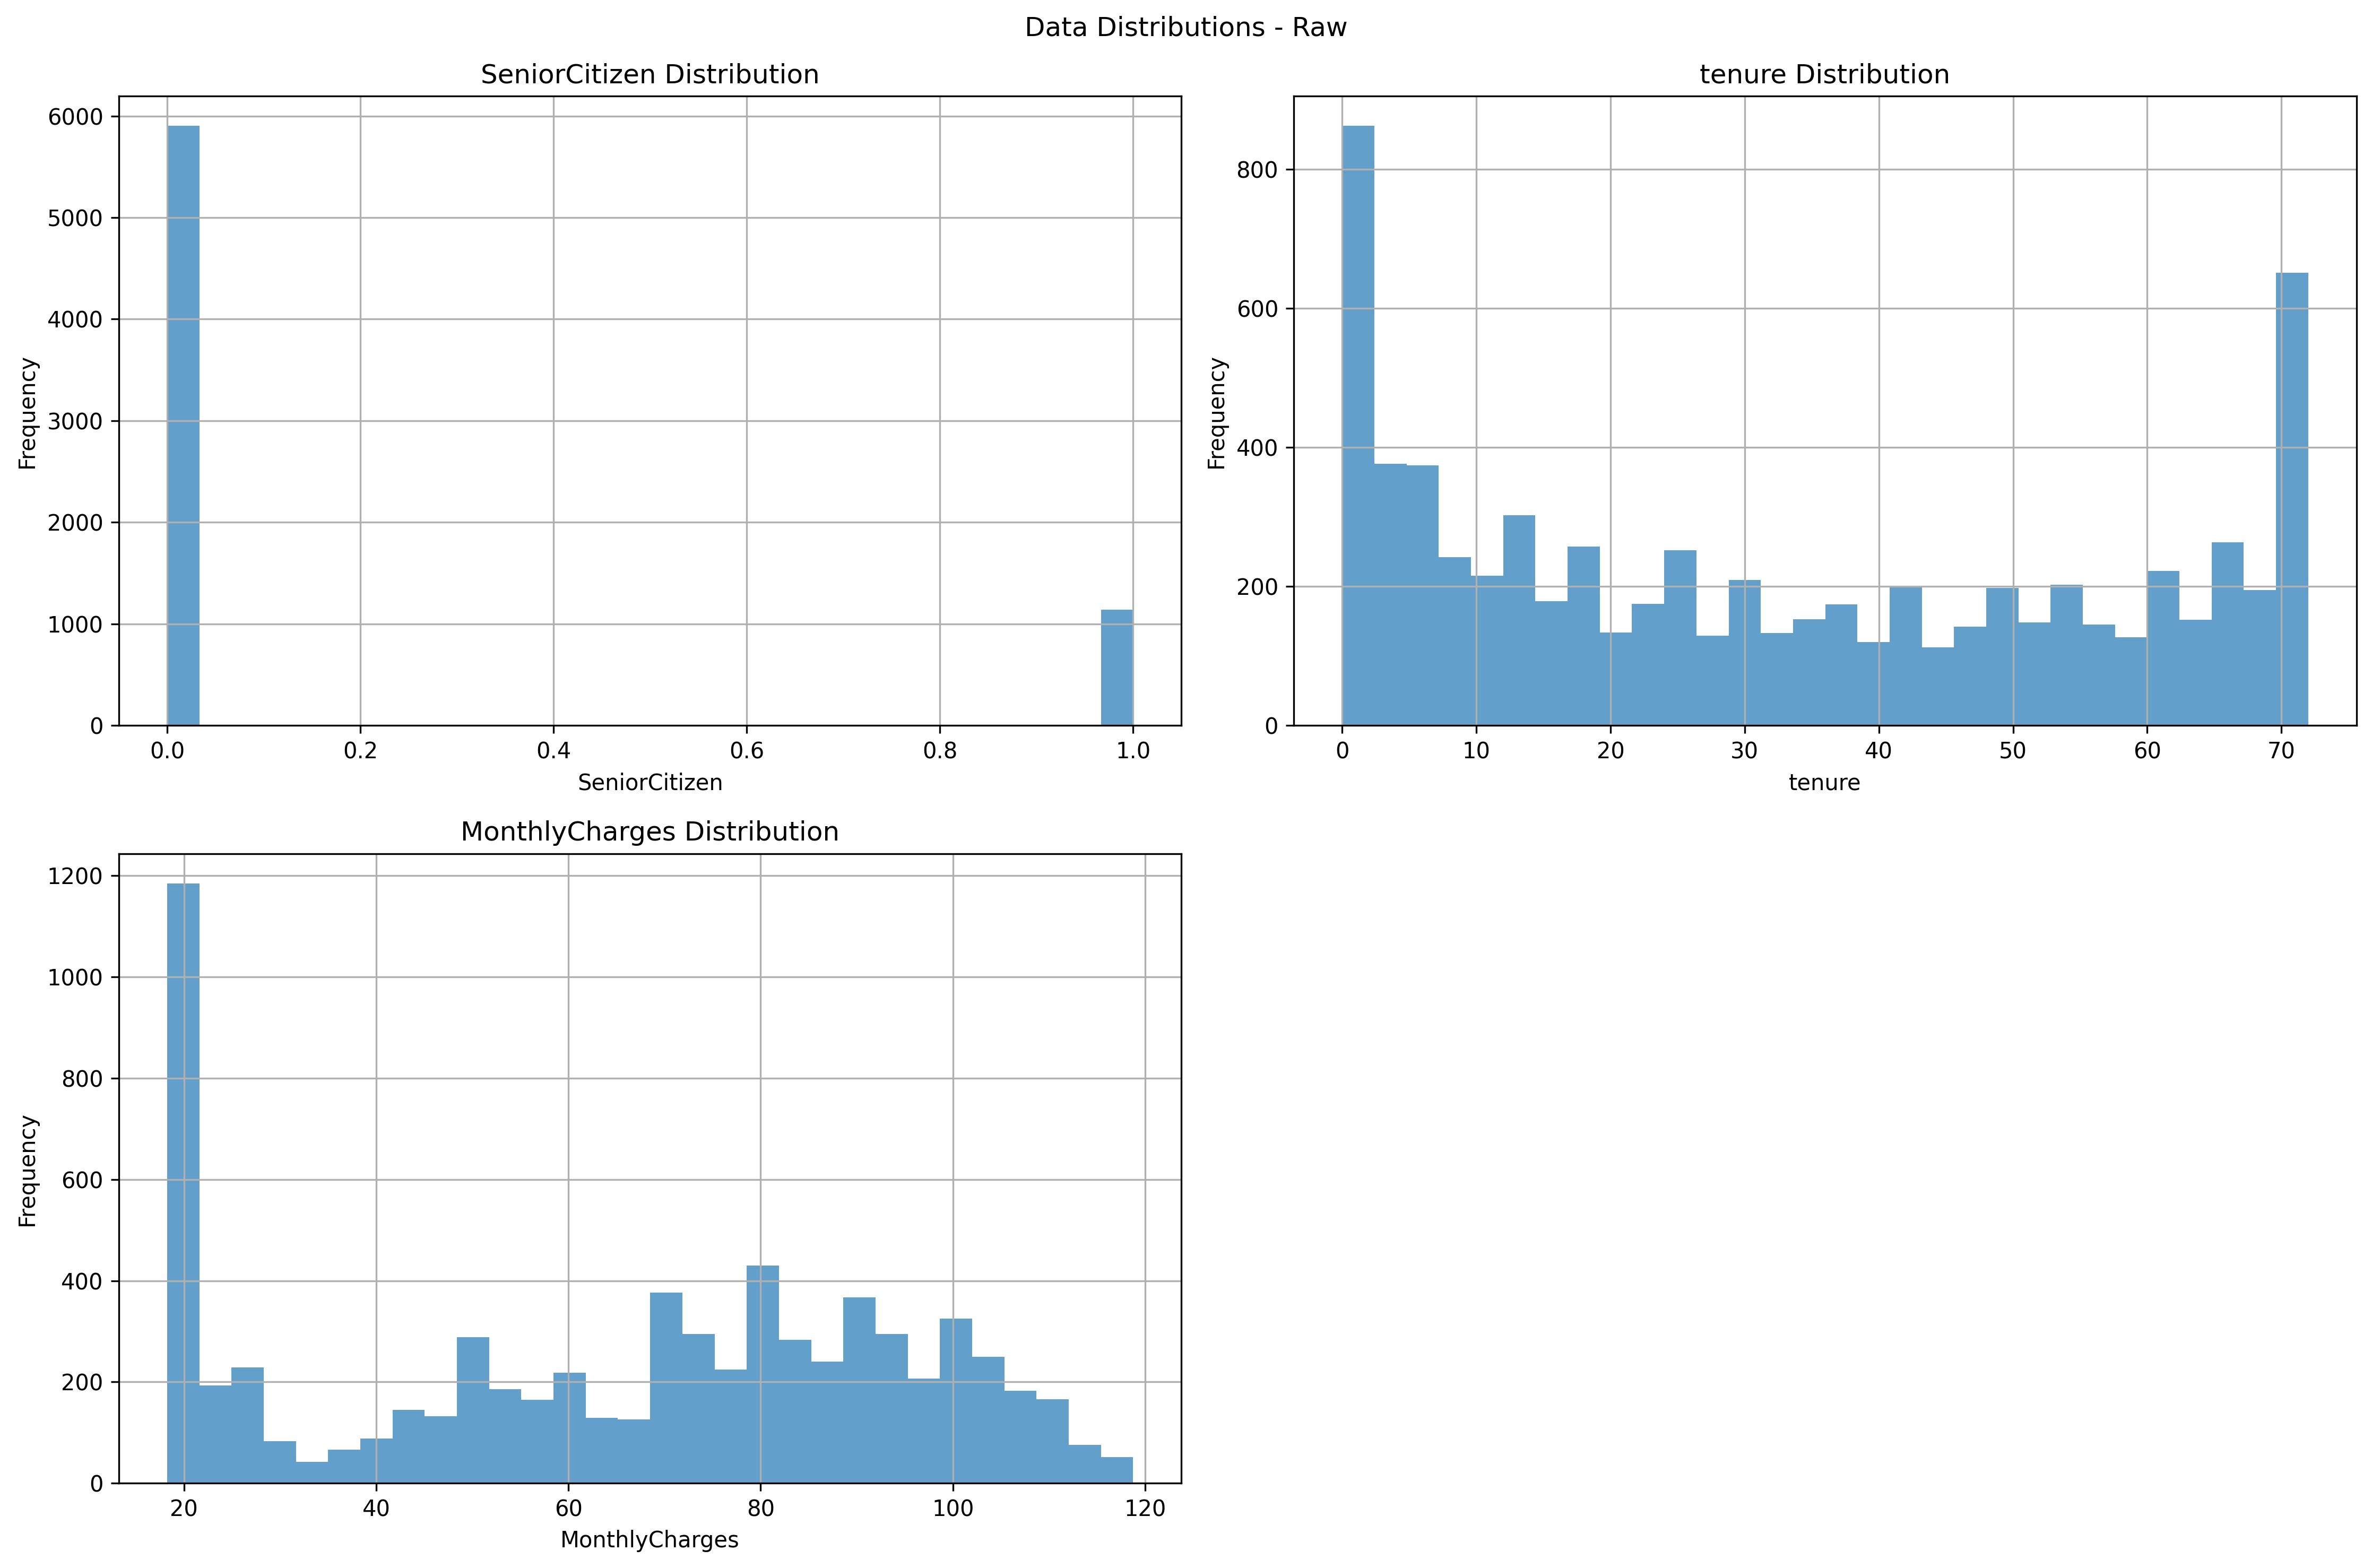 Data Distributions - Raw
SeniorCitizen Distribution
6000
5000
4000
3000
2000
1000
0
Frequency
0.0 0.2 0.4 0.6 0.8 1.0
SeniorCitizen
tenure Distribution
800
600
400
200
0
Frequency
0 10 20 30 40 50 60 70
tenure
MonthlyCharges Distribution
1200
1000
800
600
400
200
0
Frequency
20 40 60 80 100 120
MonthlyCharges